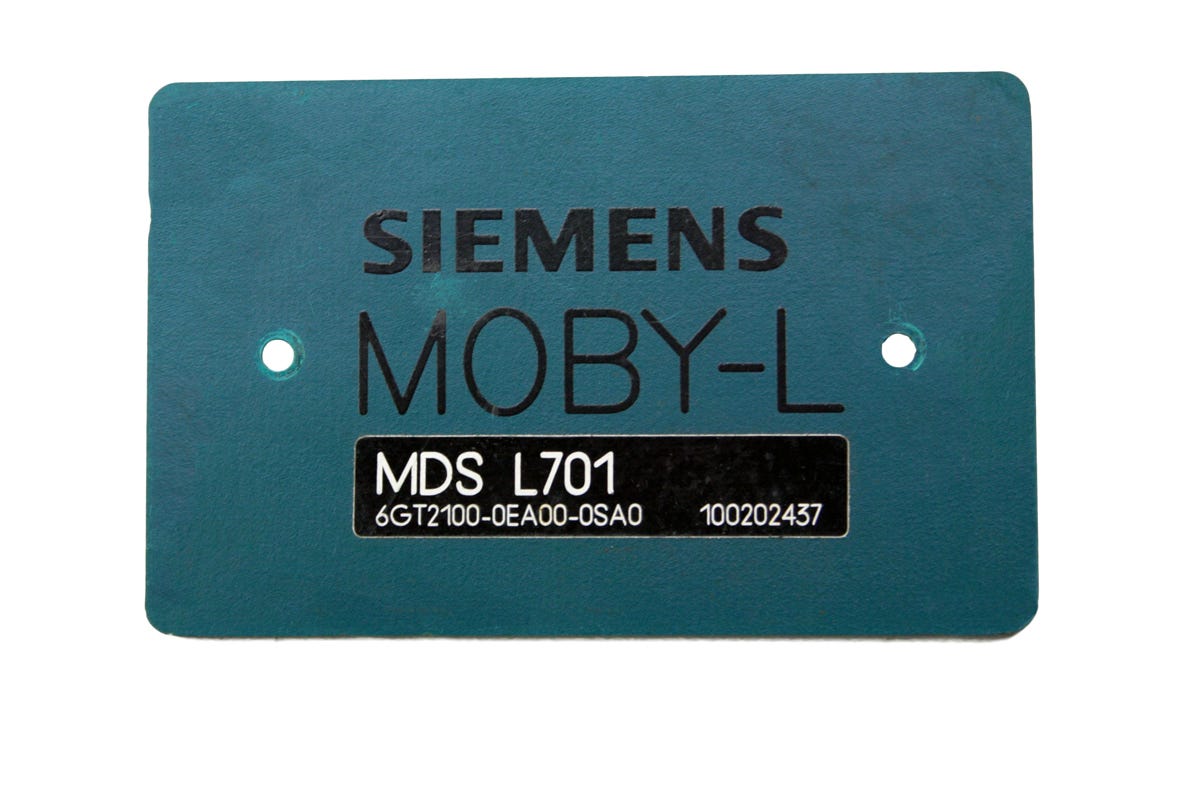 SIEMENS
MOBY-L
MDS L701
6GT2100-0EA00-0SA0 100202437